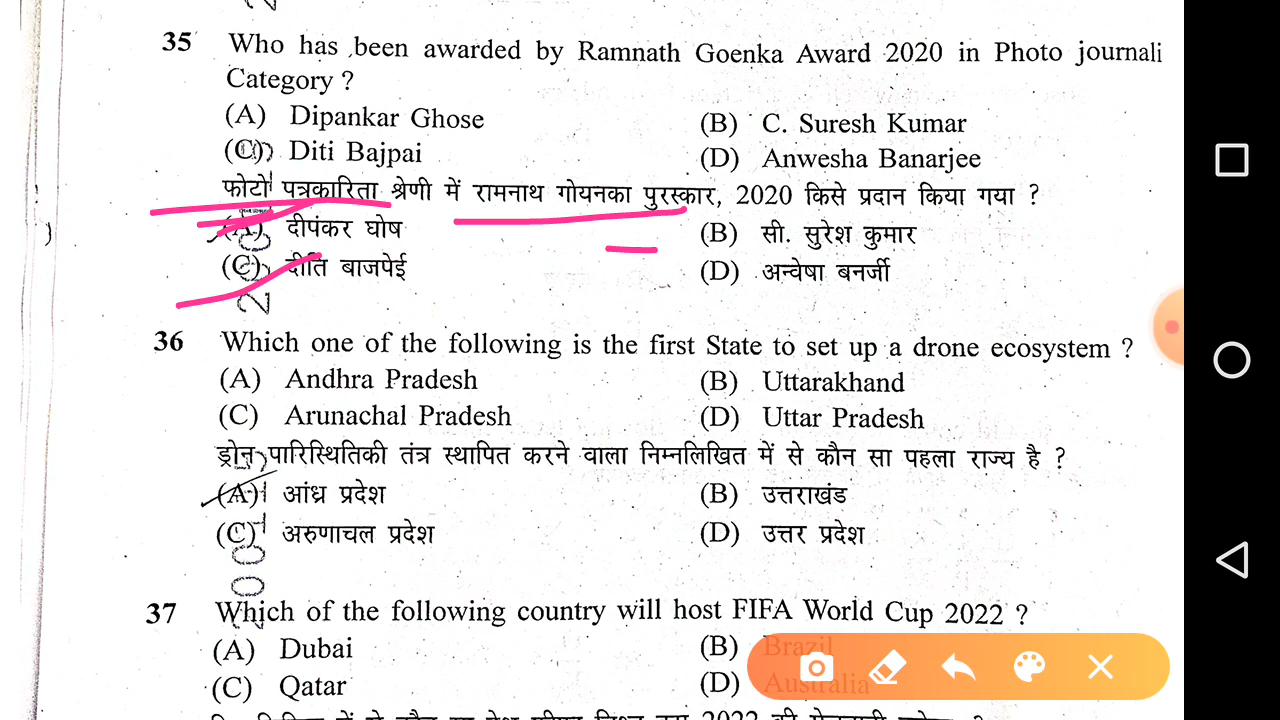 35 Who has been awarded by Ramnath Goenka Award 2020 in Photo journali
Category ?
(A) Dipankar Ghose (B) C. Suresh Kumar
(C) Diti Bajpai (D) Anwesha Banarjee
फोटो पत्रकारिता श्रेणी में रामनाथ गोयनका पुरस्कार, 2020 किसे प्रदान किया गया ?
(A) दीपंकर घोष (B) सी. सुरेश कुमार
(C) दीति बाजपेई (D) अन्वेषा बनर्जी
36 Which one of the following is the first State to set up a drone ecosystem ?
(A) Andhra Pradesh (B) Uttarakhand
(C) Arunachal Pradesh (D) Uttar Pradesh
ड्रोन पारिस्थितिकी तंत्र स्थापित करने वाला निम्नलिखित में से कौन सा पहला राज्य है ?
(A) आंध्र प्रदेश (B) उत्तराखंड
(C) अरुणाचल प्रदेश (D) उत्तर प्रदेश
37 Which of the following country will host FIFA World Cup 2022 ?
(A) Dubai (B) Brazil
(C) Qatar (D) Australia